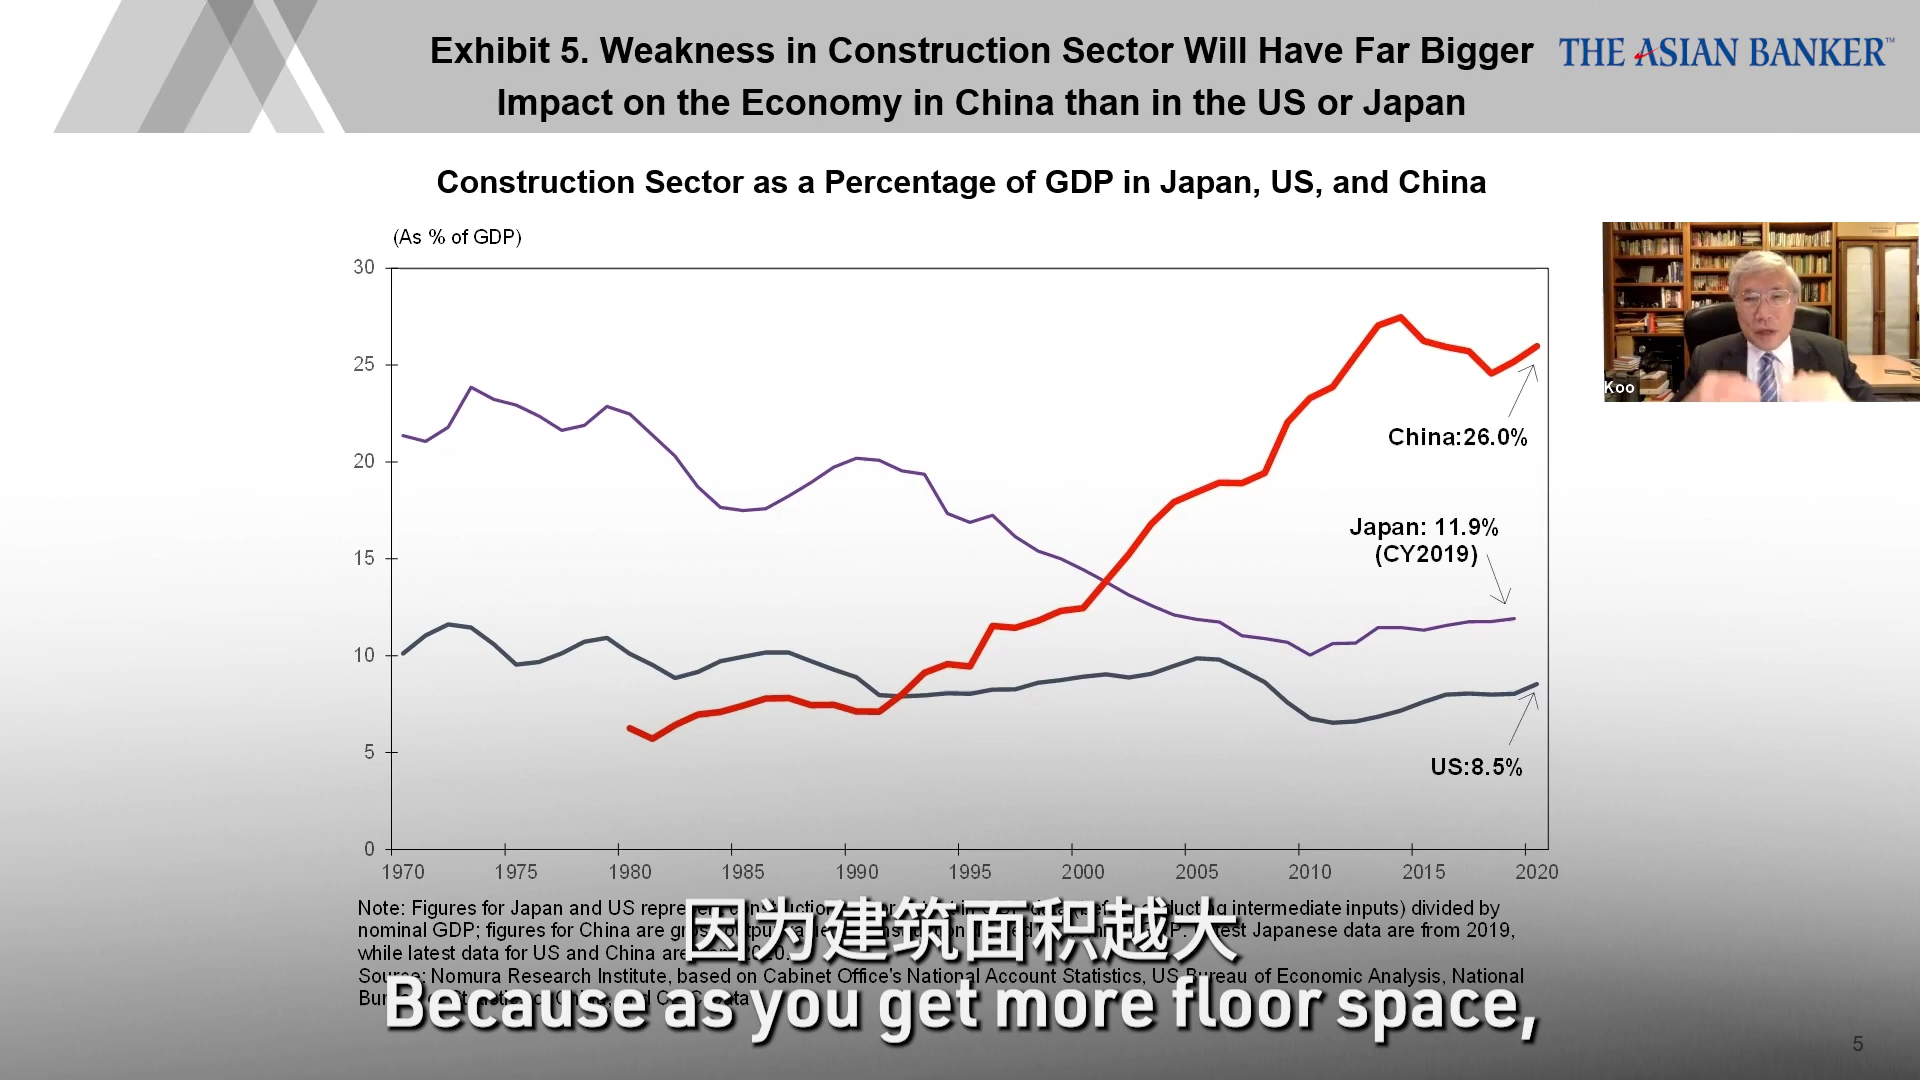 Exhibit 5. Weakness in Construction Sector Will Have Far Bigger
Impact on the Economy in China than in the US or Japan
THE ASIAN BANKER™
Construction Sector as a Percentage of GDP in Japan, US, and China
(As % of GDP)
30
25
20
15
10
5
0
China:26.0%
Japan: 11.9%
(CY2019)
US:8.5%
1970 1975 1980 1985 1990 1995 2000 2005 2010 2015 2020
Koo
Note: Figures for Japan and US intermediate inputs) divided by
nominal GDP; figures for China are Japanese data are from 2019,
while latest data for US and China are
Source: Nomura Research Institute, based on Cabinet Office's National Account Statistics, US Bureau of Economic Analysis, National
因为建筑面积越大
Because as you get more floor space,
5